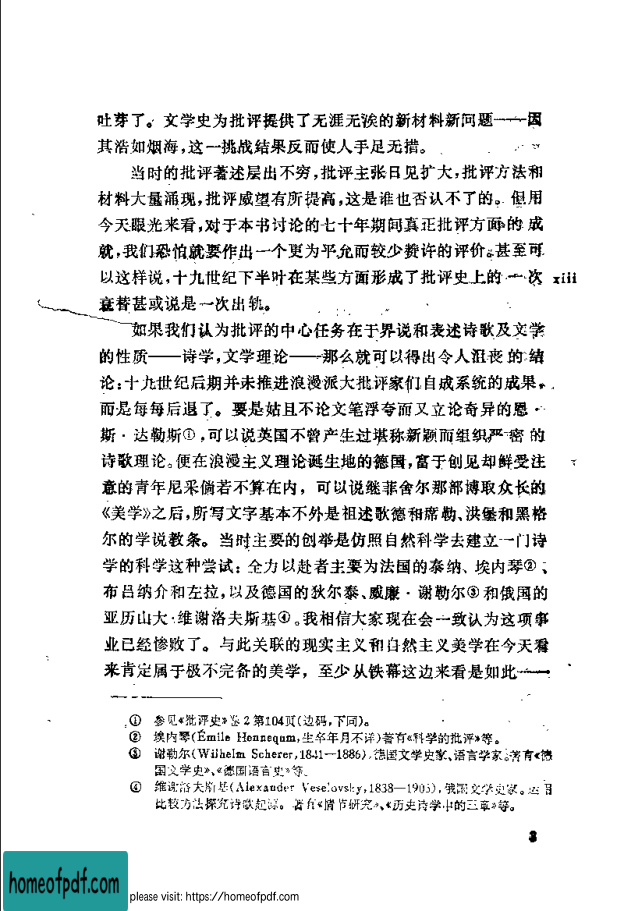 吐芽了。文学史为批评提供了无涯无涘的新材料新问题——因
其浩如烟海，这一挑战结果反而使人手足无措。
当时的批评著述层出不穷，批评主张日见扩大，批评方法和
材料大量涌现，批评威望有所提高，这是谁也否认不了的。但用
今天眼光来看，对于本书讨论的七十年期间真正批评方面的成
就，我们恐怕就要作出一个更为平允而较少赞许的评价。甚至可
以这样说，十九世纪下半叶在某些方面形成了批评史上的一次 xiii
衰替甚或说是一次出轨。
如果我们认为批评的中心任务在于界说和表述诗歌及文学
的性质——诗学，文学理论——那么就可以得出令人沮丧的结
论：十九世纪后期并未推进浪漫派大批评家们自成系统的成果，
而是每每后退了。要是姑且不论文笔浮夸而又立论奇异的恩·
斯·达勒斯①，可以说英国不曾产生过堪称新颖而组织严密的
诗歌理论。便在浪漫主义理论诞生地的德国，富于创见却鲜受注
意的青年尼采倘若不算在内，可以说继菲舍尔那部博取众长的
《美学》之后，所写文字基本不外是祖述歌德和席勒、洪堡和黑格
尔的学说教条。当时主要的创举是仿照自然科学去建立一门诗
学的科学这种尝试：全力以赴者主要为法国的泰纳、埃内琴②、
布吕纳介和左拉，以及德国的狄尔泰、威廉·谢勒尔③和俄国的
亚历山大·维谢洛夫斯基④。我相信大家现在会一致认为这项事
业已经惨败了。与此关联的现实主义和自然主义美学在今天看
来肯定属于极不完备的美学，至少从铁幕这边来看是如此——
① 参见《批评史》卷2第104页（边码，下同）。
② 埃内琴（Émile Hennequm，生卒年月不详）著有《科学的批评》等。
③ 谢勒尔（Wilhelm Scherer，1841—1886），德国文学史家、语言学家。著有《德
国文学史》、《德国语言史》等。
④ 维谢洛夫斯基（Alexander Veselovsky，1838—1903），俄国文学史家。运用
比较方法探究诗歌起源。著有《情节研究》、《历史诗学中的三章》等。
3
homeofpdf.com
please visit: https://homeofpdf.com